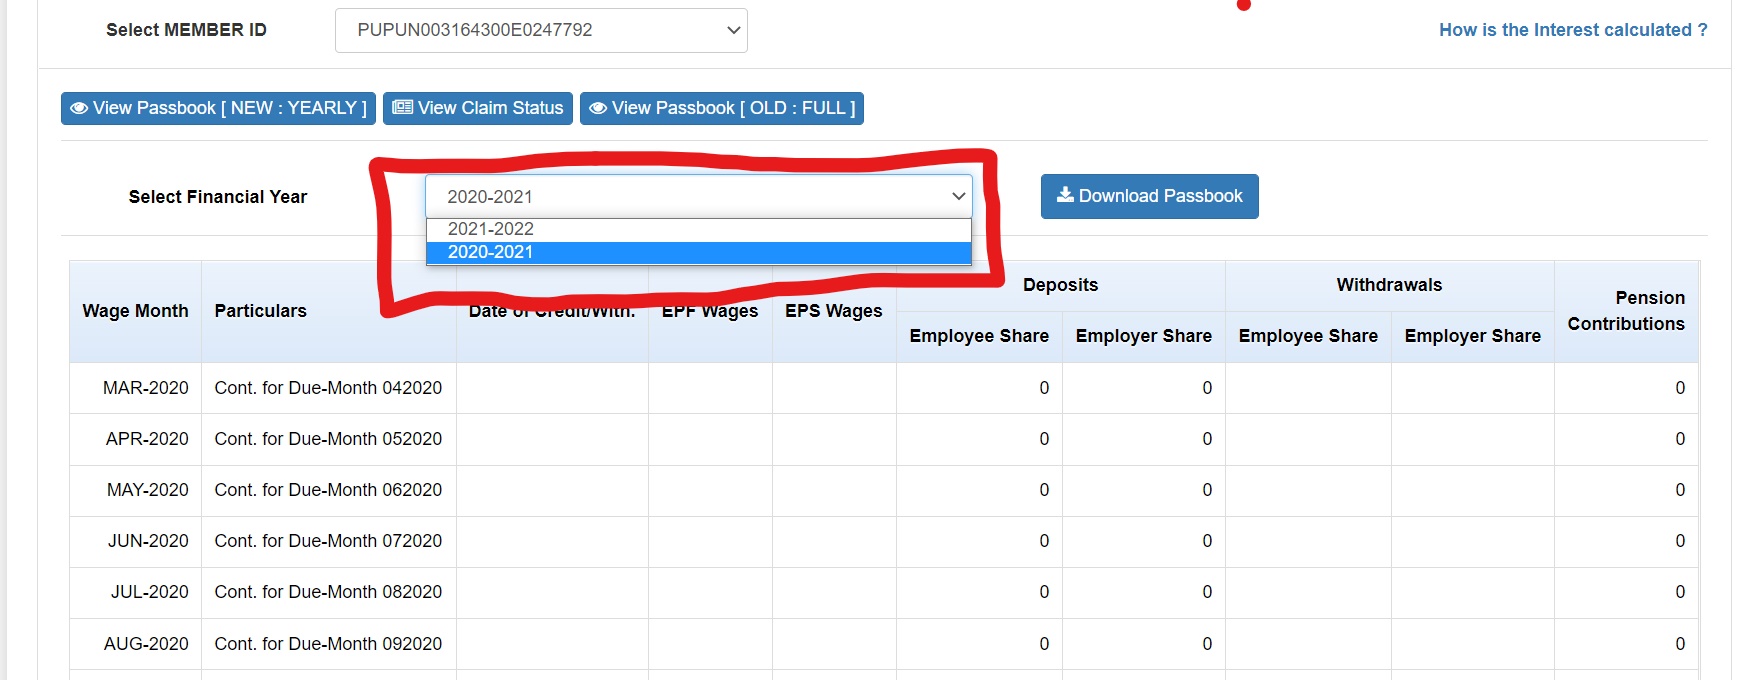 Select MEMBER ID PUPUN003164300E0247792 How is the Interest calculated ?
View Passbook [ NEW : YEARLY ] View Claim Status View Passbook [ OLD : FULL ]
Select Financial Year 2020-2021 Download Passbook
2021-2022
2020-2021
Deposits Withdrawals
Wage Month Particulars Date of Credit/With. EPF Wages EPS Wages Pension Contributions
Employee Share Employer Share Employee Share Employer Share
MAR-2020 Cont. for Due-Month 042020 0 0 0
APR-2020 Cont. for Due-Month 052020 0 0 0
MAY-2020 Cont. for Due-Month 062020 0 0 0
JUN-2020 Cont. for Due-Month 072020 0 0 0
JUL-2020 Cont. for Due-Month 082020 0 0 0
AUG-2020 Cont. for Due-Month 092020 0 0 0